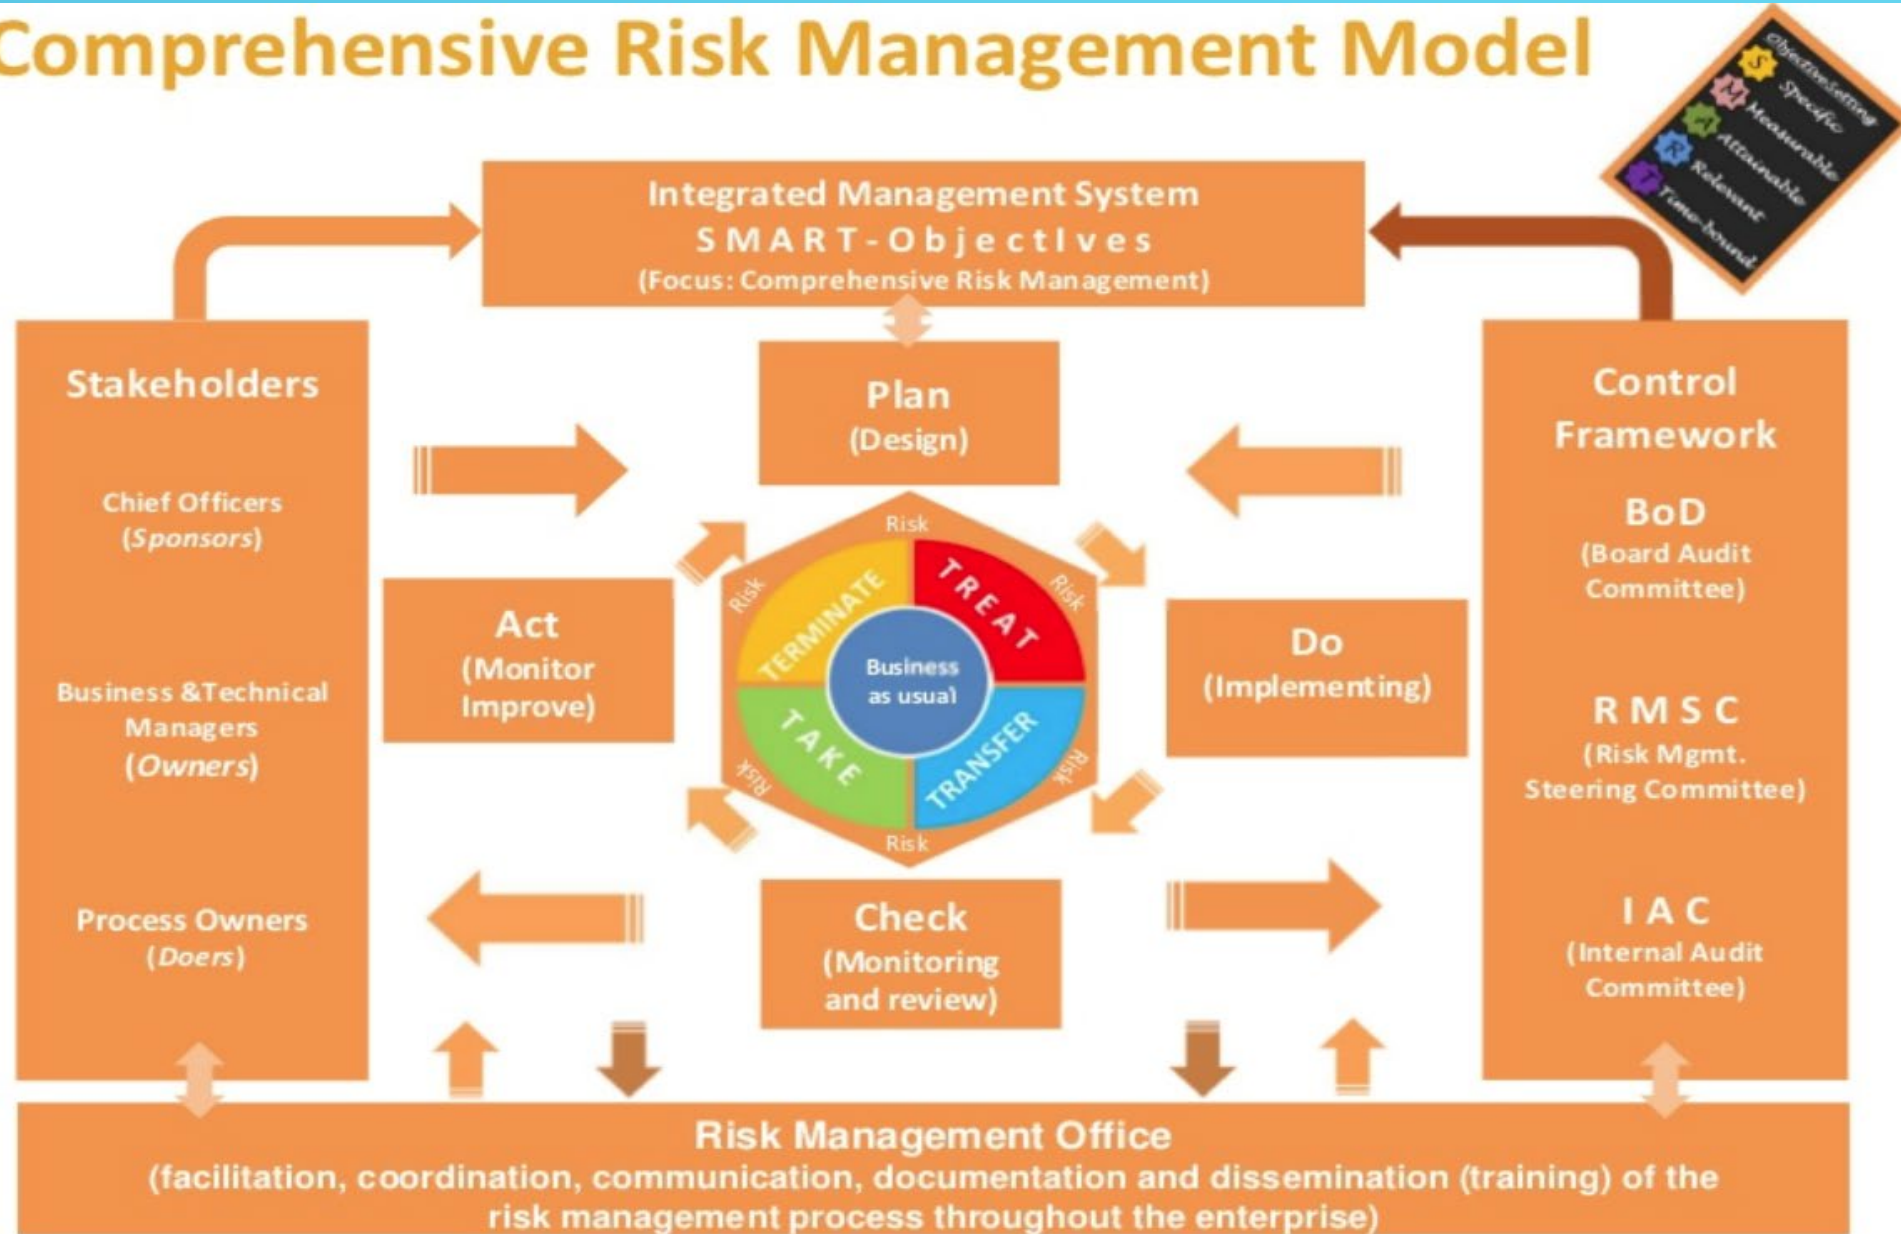 Comprehensive Risk Management Model
Objective Setting
S Specific
M Measurable
A Attainable
R Relevant
T Time-bound
Integrated Management System
SMART-ObjectIves
(Focus: Comprehensive Risk Management)
Stakeholders
Chief Officers
(Sponsors)
Business &Technical
Managers
(Owners)
Process Owners
(Doers)
Plan
(Design)
Act
(Monitor
Improve)
Risk
Risk
Risk
TERMINATE
TREAT
Business
as usual
TAKE
TRANSFER
Risk
Risk
Risk
Do
(Implementing)
Check
(Monitoring
and review)
Control
Framework
BoD
(Board Audit
Committee)
RMSC
(Risk Mgmt.
Steering Committee)
IAC
(Internal Audit
Committee)
Risk Management Office
(facilitation, coordination, communication, documentation and dissemination (training) of the
risk management process throughout the enterprise)